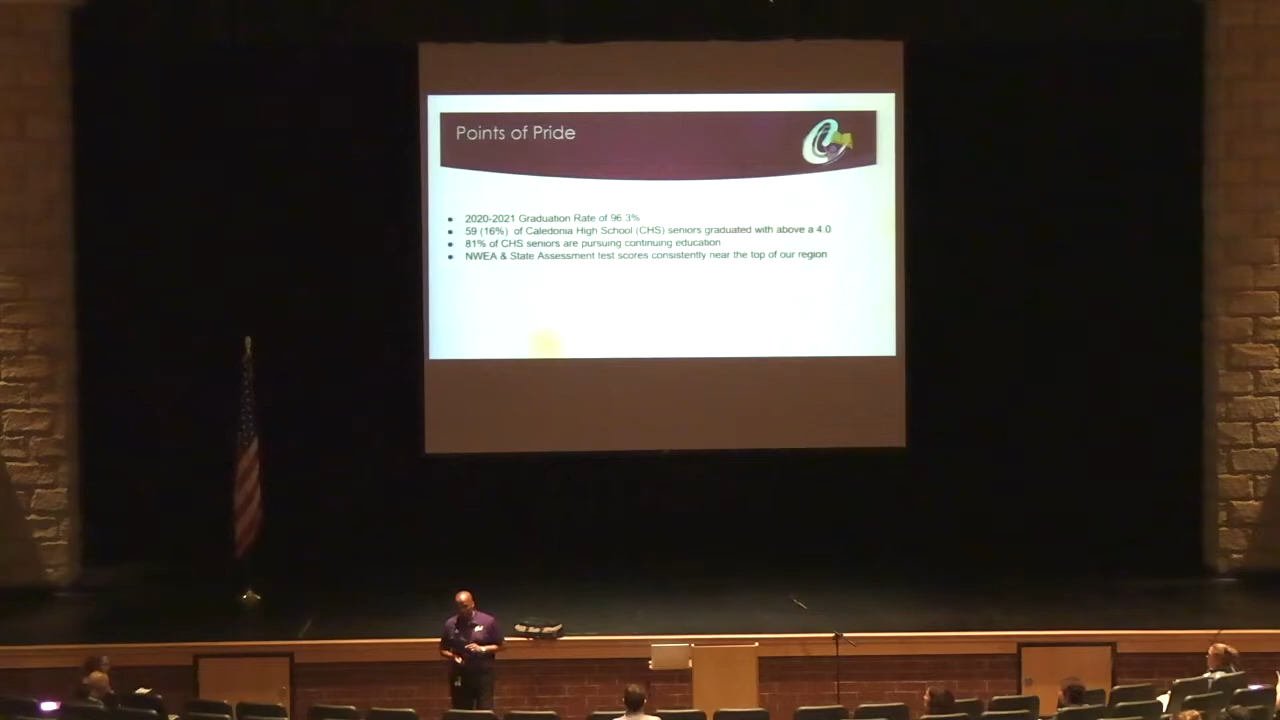 Points of Pride
2020-2021 Graduation Rate of 96.3%
59 (16%) of Caledonia High School (CHS) seniors graduated with above a 4.0
81% of CHS seniors are pursuing continuing education
NWEA & State Assessment test scores consistently near the top of our region